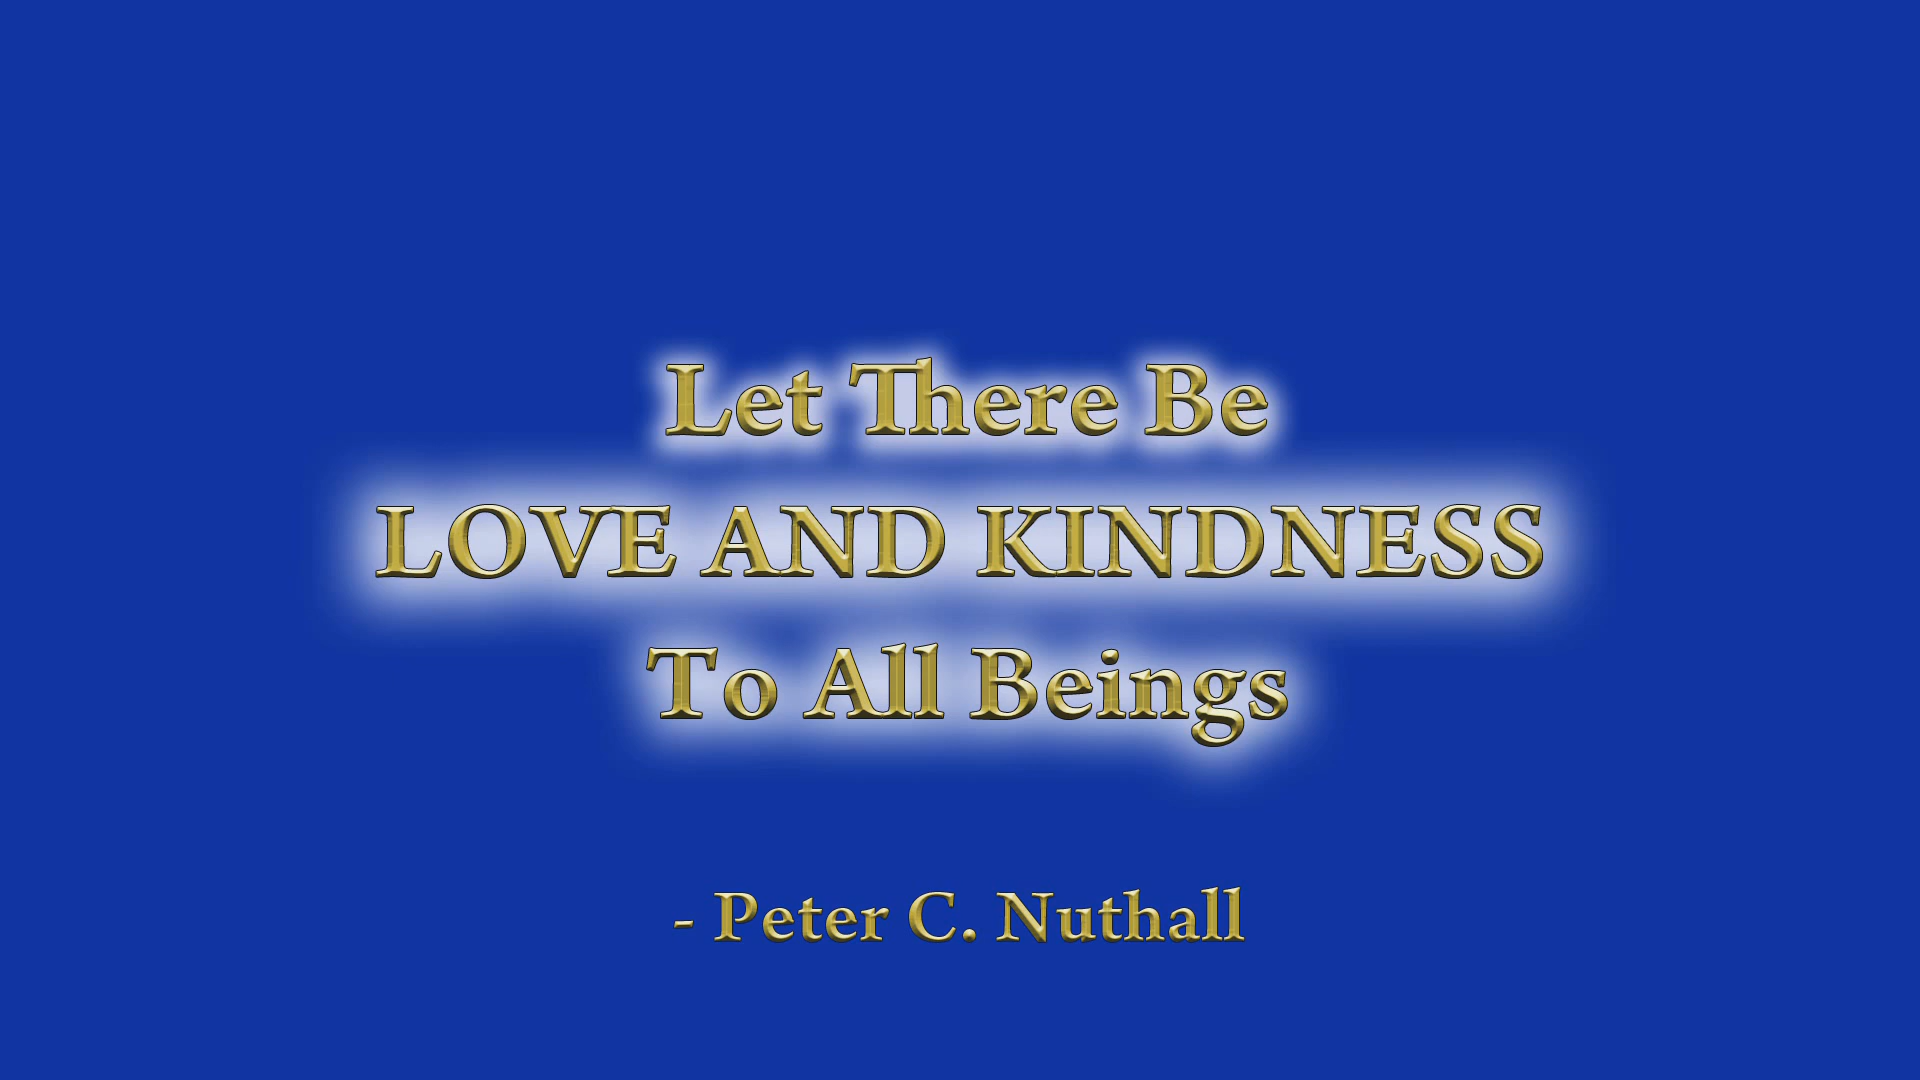 Let There Be
LOVE AND KINDNESS
To All Beings
- Peter C. Nuthall